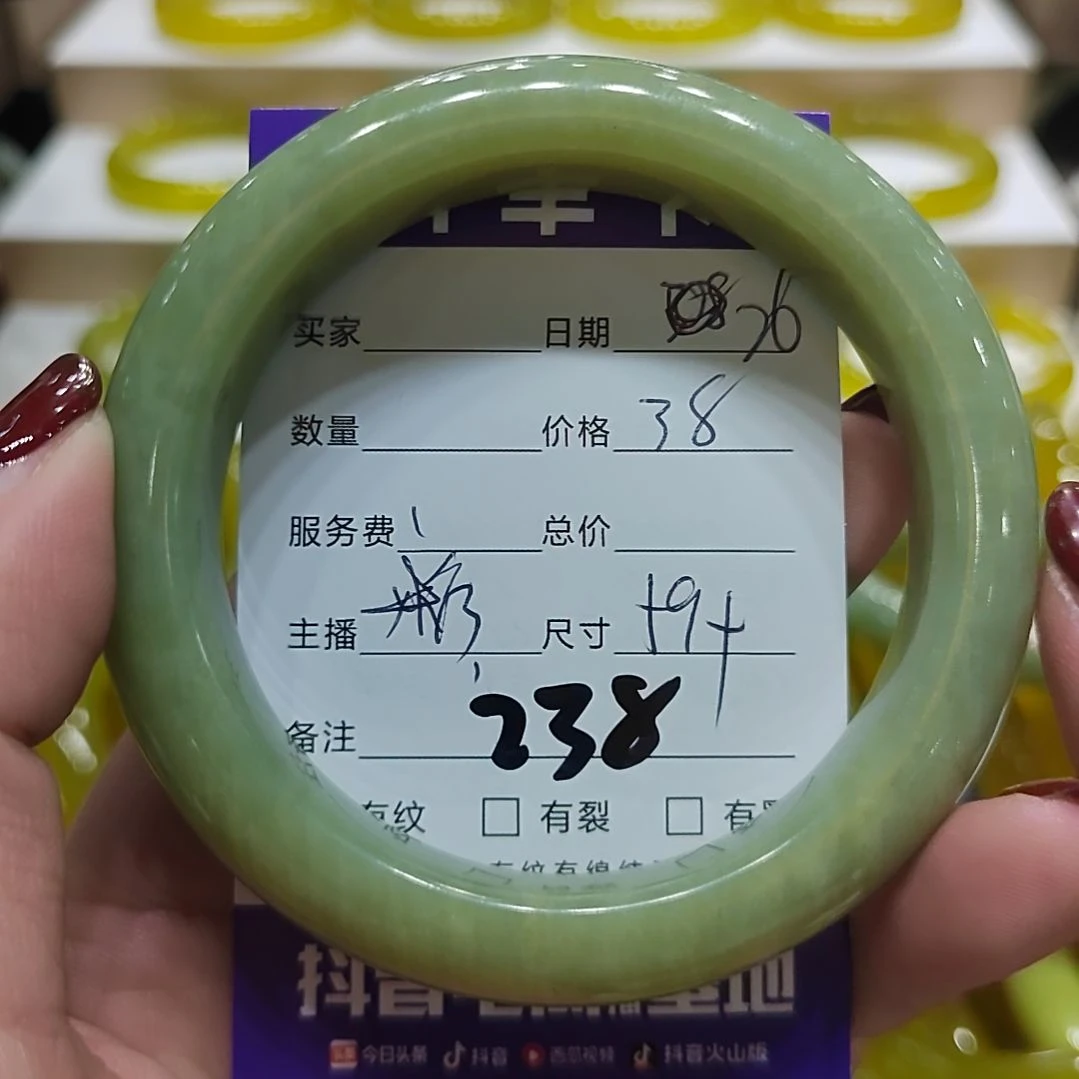 买家 日期 26
数量 价格 38
服务费 总价
主播 尺寸
238
备注
有纹 □ 有裂 □ 有
抖音
今日头条 抖音 西瓜视频 抖音火山版